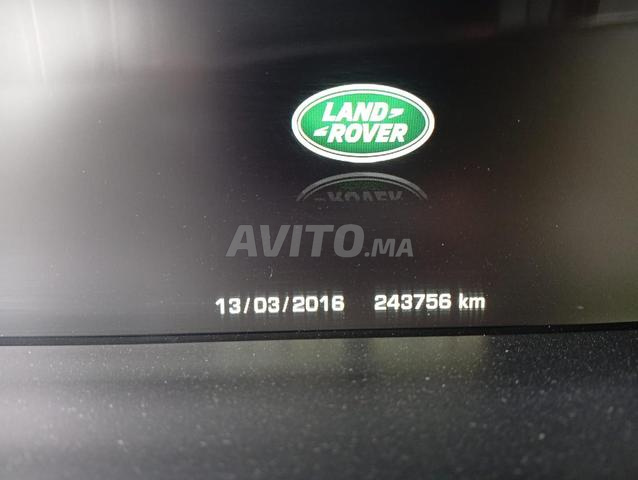 LAND
ROVER
AVITO.MA
13/03/2016 243756 km